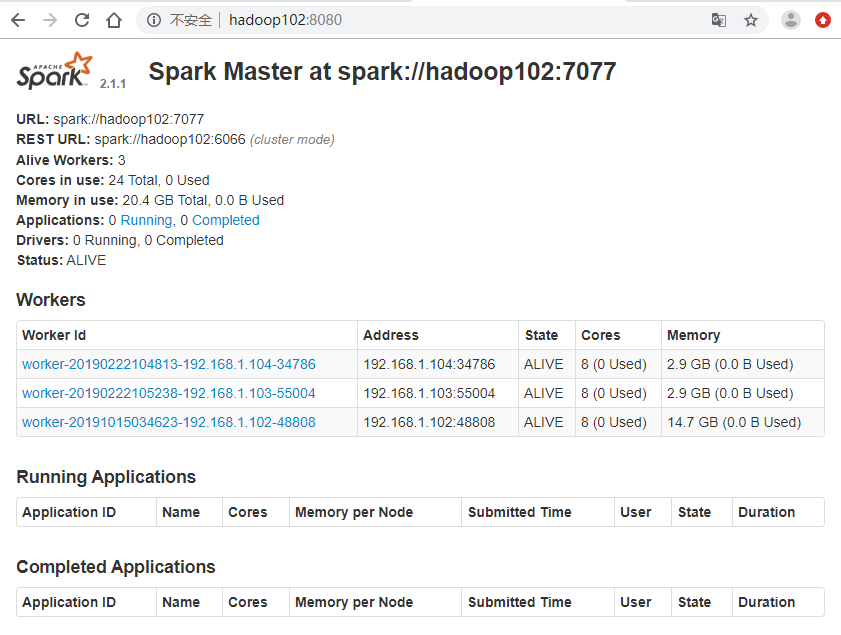 不安全 hadoop102:8080
APACHE
Spark 2.1.1 Spark Master at spark://hadoop102:7077
URL: spark://hadoop102:7077
REST URL: spark://hadoop102:6066 (cluster mode)
Alive Workers: 3
Cores in use: 24 Total, 0 Used
Memory in use: 20.4 GB Total, 0.0 B Used
Applications: 0 Running, 0 Completed
Drivers: 0 Running, 0 Completed
Status: ALIVE
Workers
Worker Id Address State Cores Memory
worker-20190222104813-192.168.1.104-34786 192.168.1.104:34786 ALIVE 8 (0 Used) 2.9 GB (0.0 B Used)
worker-20190222105238-192.168.1.103-55004 192.168.1.103:55004 ALIVE 8 (0 Used) 2.9 GB (0.0 B Used)
worker-20191015034623-192.168.1.102-48808 192.168.1.102:48808 ALIVE 8 (0 Used) 14.7 GB (0.0 B Used)
Running Applications
Application ID Name Cores Memory per Node Submitted Time User State Duration
Completed Applications
Application ID Name Cores Memory per Node Submitted Time User State Duration